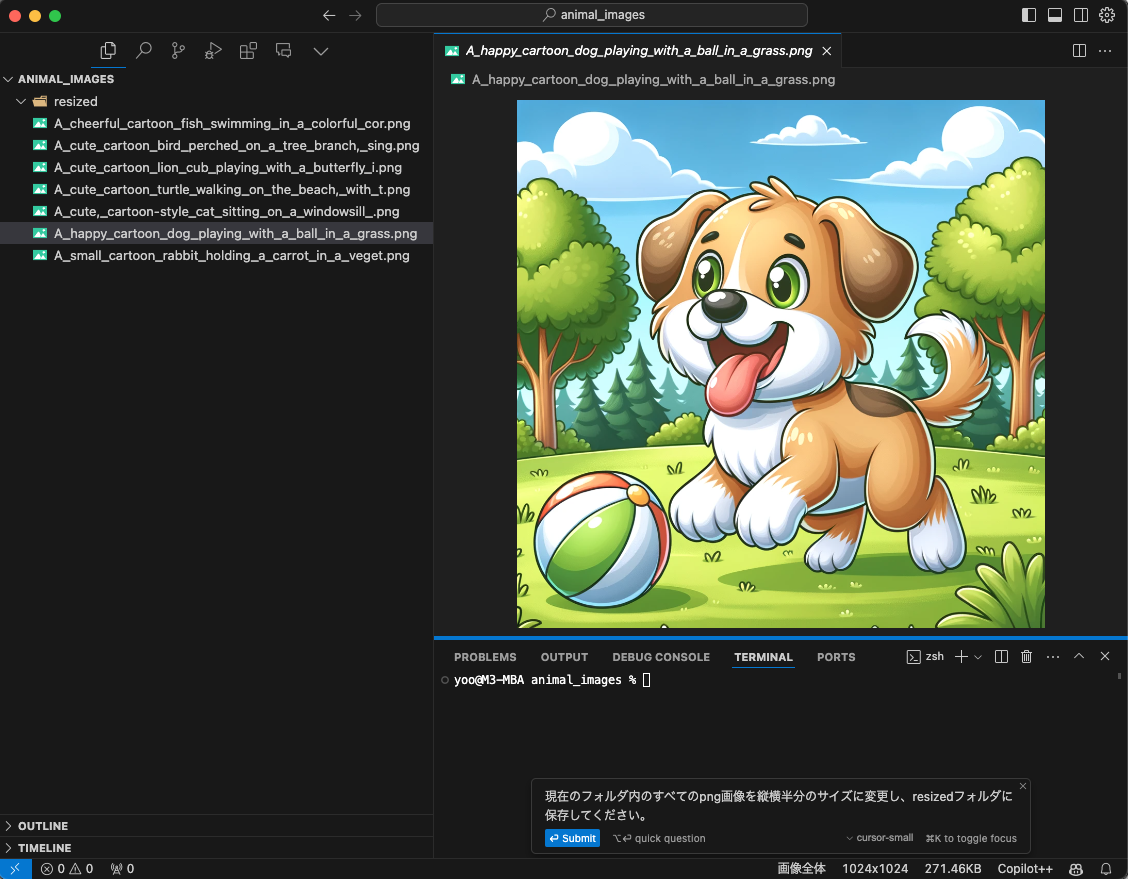 animal_images
ANIMAL_IMAGES
resized
A_cheerful_cartoon_fish_swimming_in_a_colorful_cor.png
A_cute_cartoon_bird_perched_on_a_tree_branch,_sing.png
A_cute_cartoon_lion_cub_playing_with_a_butterfly_i.png
A_cute_cartoon_turtle_walking_on_the_beach,_with_t.png
A_cute,_cartoon-style_cat_sitting_on_a_windowsill_.png
A_happy_cartoon_dog_playing_with_a_ball_in_a_grass.png
A_small_cartoon_rabbit_holding_a_carrot_in_a_veget.png
OUTLINE
TIMELINE
A_happy_cartoon_dog_playing_with_a_ball_in_a_grass.png
A_happy_cartoon_dog_playing_with_a_ball_in_a_grass.png
PROBLEMS OUTPUT DEBUG CONSOLE TERMINAL PORTS zsh
yoo@M3-MBA animal_images %
現在のフォルダ内のすべてのpng画像を縦横半分のサイズに変更し、resizedフォルダに
保存してください。
⏎ Submit ⌥⏎ quick question cursor-small ⌘K to toggle focus
0 0 0 画像全体 1024x1024 271.46KB Copilot++